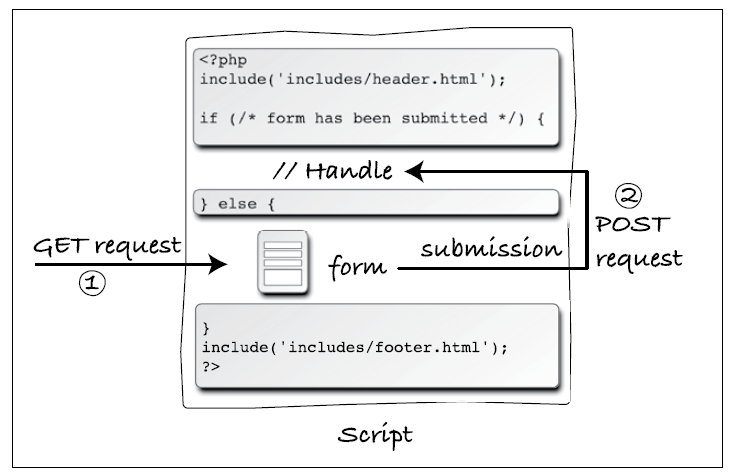 <?php
include('includes/header.html');
if (/* form has been submitted */) {
// Handle
} else {
GET request
1
form
submission
2
POST
request
}
include('includes/footer.html');
?>
Script